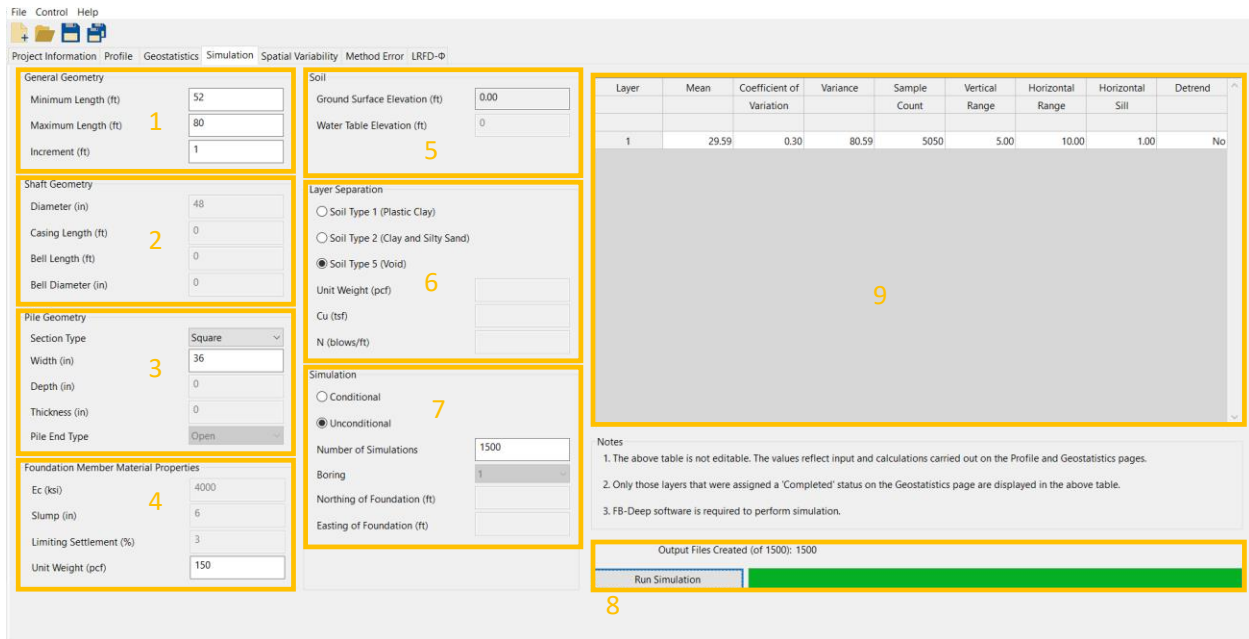 File Control Help
Project Information Profile Geostatistics Simulation Spatial Variability Method Error LRFD-Φ
General Geometry
Minimum Length (ft) 52
Maximum Length (ft) 80
Increment (ft) 1
1
Shaft Geometry
Diameter (in) 48
Casing Length (ft) 0
Bell Length (ft) 0
Bell Diameter (in) 0
2
Pile Geometry
Section Type Square
Width (in) 36
Depth (in) 0
Thickness (in) 0
Pile End Type Open
3
Foundation Member Material Properties
Ec (ksi) 4000
Slump (in) 6
Limiting Settlement (%) 3
Unit Weight (pcf) 150
4
Soil
Ground Surface Elevation (ft) 0.00
Water Table Elevation (ft) 0
5
Layer Separation
Soil Type 1 (Plastic Clay)
Soil Type 2 (Clay and Silty Sand)
Soil Type 5 (Void)
Unit Weight (pcf)
Cu (tsf)
N (blows/ft)
6
Simulation
Conditional
Unconditional
Number of Simulations 1500
Boring 1
Northing of Foundation (ft)
Easting of Foundation (ft)
7
Layer Mean Coefficient of Variance Sample Vertical Horizontal Horizontal Detrend
Variation Count Range Range Sill
1 29.59 0.30 80.59 5050 5.00 10.00 1.00 No
9
Notes
1. The above table is not editable. The values reflect input and calculations carried out on the Profile and Geostatistics pages.
2. Only those layers that were assigned a 'Completed' status on the Geostatistics page are displayed in the above table.
3. FB-Deep software is required to perform simulation.
Output Files Created (of 1500): 1500
Run Simulation
8